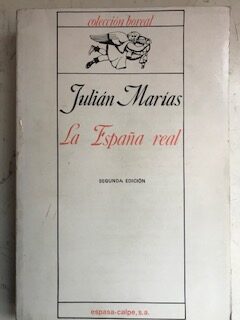 colección boreal
Julián Marías
La España real
SEGUNDA EDICIÓN
espasa-calpe, s.a.